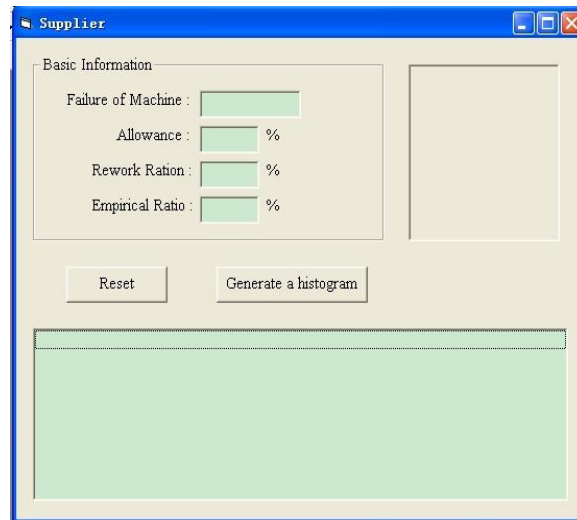 Supplier
Basic Information
Failure of Machine :
Allowance : %
Rework Ration : %
Empirical Ratio : %
Reset Generate a histogram